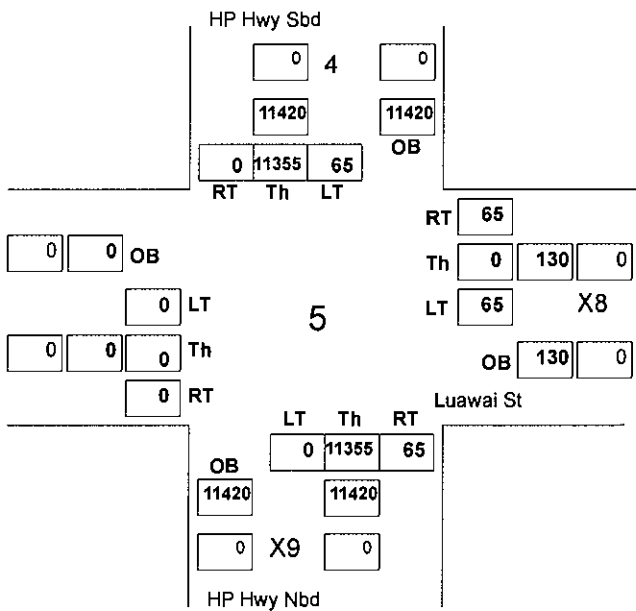 HP Hwy Sbd
0 4 0
11420 11420
OB
0 11355 65
RT Th LT
RT 65
0 0 OB
Th 0 130 0
0 LT
5
LT 65 X8
0 0 0 Th
OB 130 0
0 RT
Luawai St
LT Th RT
0 11355 65
OB
11420 11420
0 X9 0
HP Hwy Nbd